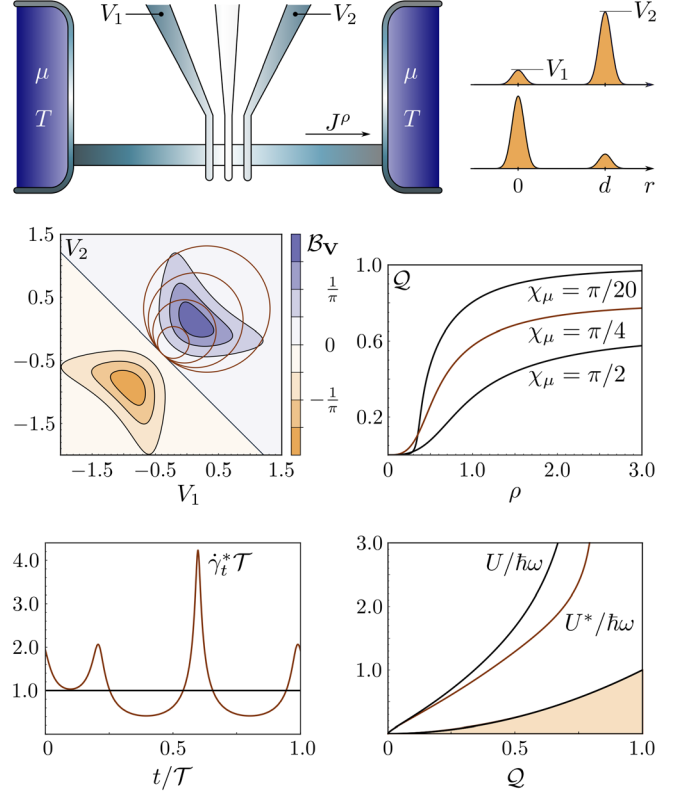 V₁ V₂
μ μ
T T
J^ρ
V₂
V₁
0 d r
1.5 V₂ ℬ_𝐕
0.5 1/π
−0.5 0
−1.5 −1/π
−1.5 −0.5 0.5 1.5
V₁
1.0 𝒬
χ_μ = π/20
0.6 χ_μ = π/4
χ_μ = π/2
0.2
0 1.0 2.0 3.0
ρ
4.0 γ̇*_t 𝒯
3.0
2.0
1.0
0 0.5 1.0
t/𝒯
3.0
U/ħω
2.0
U*/ħω
1.0
0 0.5 1.0
𝒬